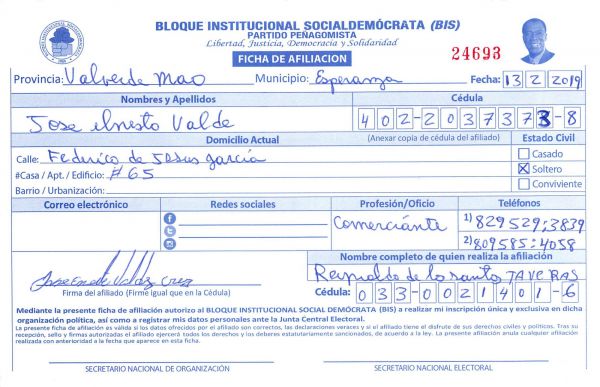 BLOQUE INSTITUCIONAL SOCIALDEMÓCRATA (BIS)
PARTIDO PEÑAGOMISTA
Libertad, Justicia, Democracia y Solidaridad
FICHA DE AFILIACION
24693
Provincia: Valverde Mao Municipio: Esperanza Fecha: 13 2 2019
Nombres y Apellidos Cédula
Jose Ernesto Valde 402-2037373-8
Domicilio Actual (Anexar copia de cédula del afiliado) Estado Civil
Calle: Federico de Jesus garcia Casado
#Casa / Apt. / Edificio: # 65 Soltero
Barrio / Urbanización: Conviviente
Correo electrónico Redes sociales Profesión/Oficio Teléfonos
Comerciante 1) 829529:3839
2) 809585:4058
Nombre completo de quien realiza la afiliación
Reynaldo de lo santo TAVERAS
Firma del afiliado (Firme igual que en la Cédula) Cédula: 033-0021401-6
Mediante la presente ficha de afiliación autorizo al BLOQUE INSTITUCIONAL SOCIAL DEMÓCRATA (BIS) a realizar mi inscripción única y exclusiva en dicha
organización política, así como a registrar mis datos personales ante la Junta Central Electoral.
La presente ficha de afiliación es válida si los datos ofrecidos por el afiliado son correctos, las declaraciones veraces y si el afiliado tiene el disfrute de sus derechos civiles y políticas. Tras su
recepción, sello y firmas autorizadas el afiliado ejercerá todos los derechos y los deberes estatutariamente sancionados, de acuerdo a la ley. La presente afiliación anula cualquier afiliación
realizada con anterioridad a la fecha que aparece en esta ficha.
SECRETARIO NACIONAL DE ORGANIZACIÓN SECRETARIO NACIONAL ELECTORAL